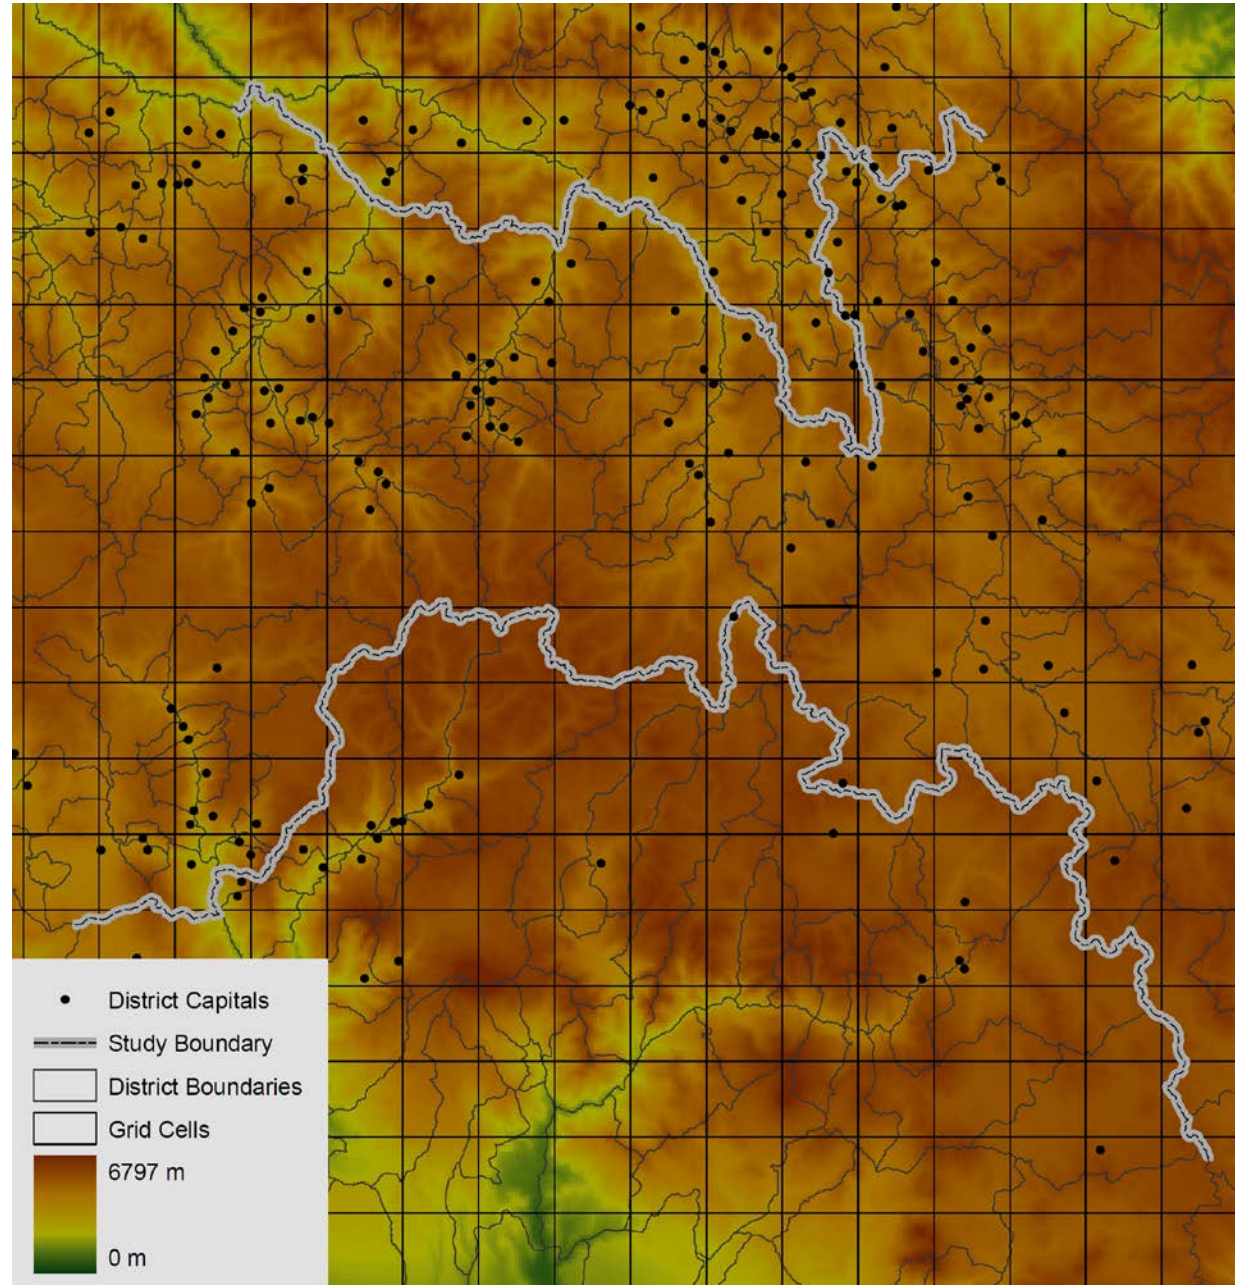 District Capitals
Study Boundary
District Boundaries
Grid Cells
6797 m
0 m